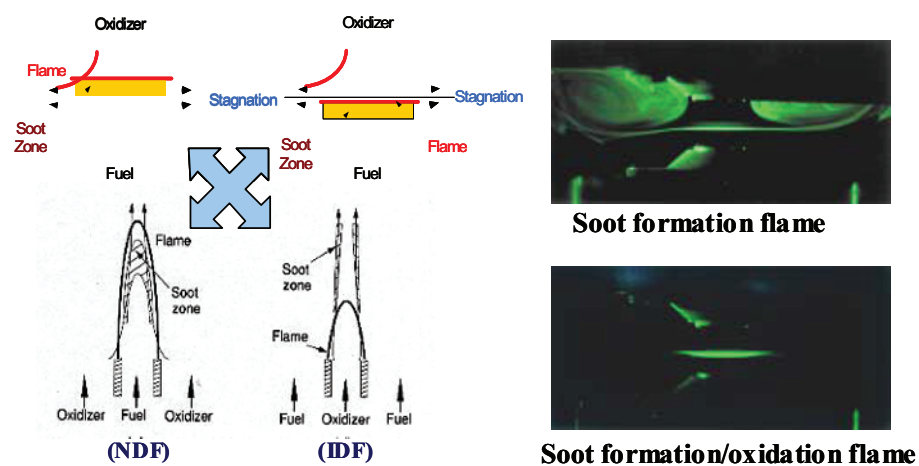 Oxidizer
Flame
Soot
Zone
Fuel
Oxidizer
Stagnation
Stagnation
Soot
Zone
Flame
Fuel
Flame
Soot
zone
Oxidizer
Fuel
Oxidizer
(NDF)
Soot
zone
Flame
Fuel
Oxidizer
Fuel
(IDF)
Soot formation flame
Soot formation/oxidation flame